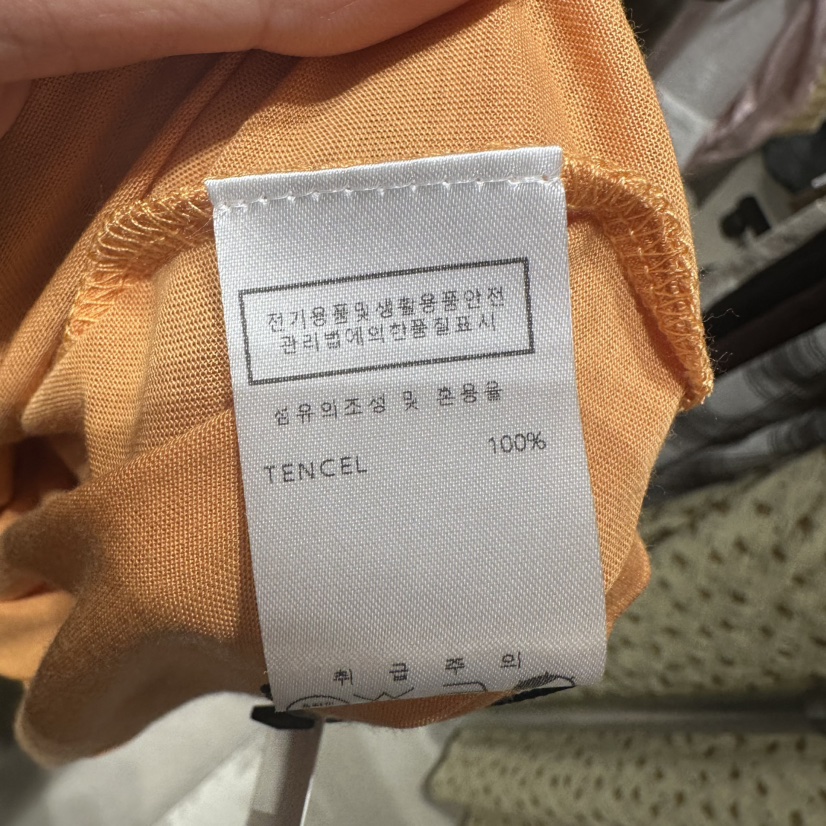 전기용품및생활용품안전
관리법에의한품질표시
섬유의조성 및 혼용율
TENCEL 100%
취 급 주 의